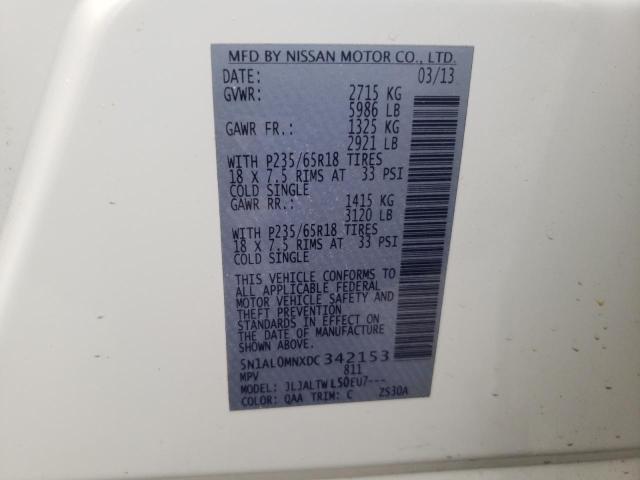 MFD BY NISSAN MOTOR CO., LTD.
DATE: 03/13
GVWR: 2715 KG
5986 LB
GAWR FR.: 1325 KG
2921 LB
WITH P235/65R18 TIRES
18 X 7.5 RIMS AT 33 PSI
COLD SINGLE
GAWR RR.: 1415 KG
3120 LB
WITH P235/65R18 TIRES
18 X 7.5 RIMS AT 33 PSI
COLD SINGLE
THIS VEHICLE CONFORMS TO
ALL APPLICABLE FEDERAL
MOTOR VEHICLE SAFETY AND
THEFT PREVENTION
STANDARDS IN EFFECT ON
THE DATE OF MANUFACTURE
5N1AL0MNXDC342153
MPV 811
MODEL: JLJALTWL50EU7---
COLOR: QAA TRIM: C ZS30A